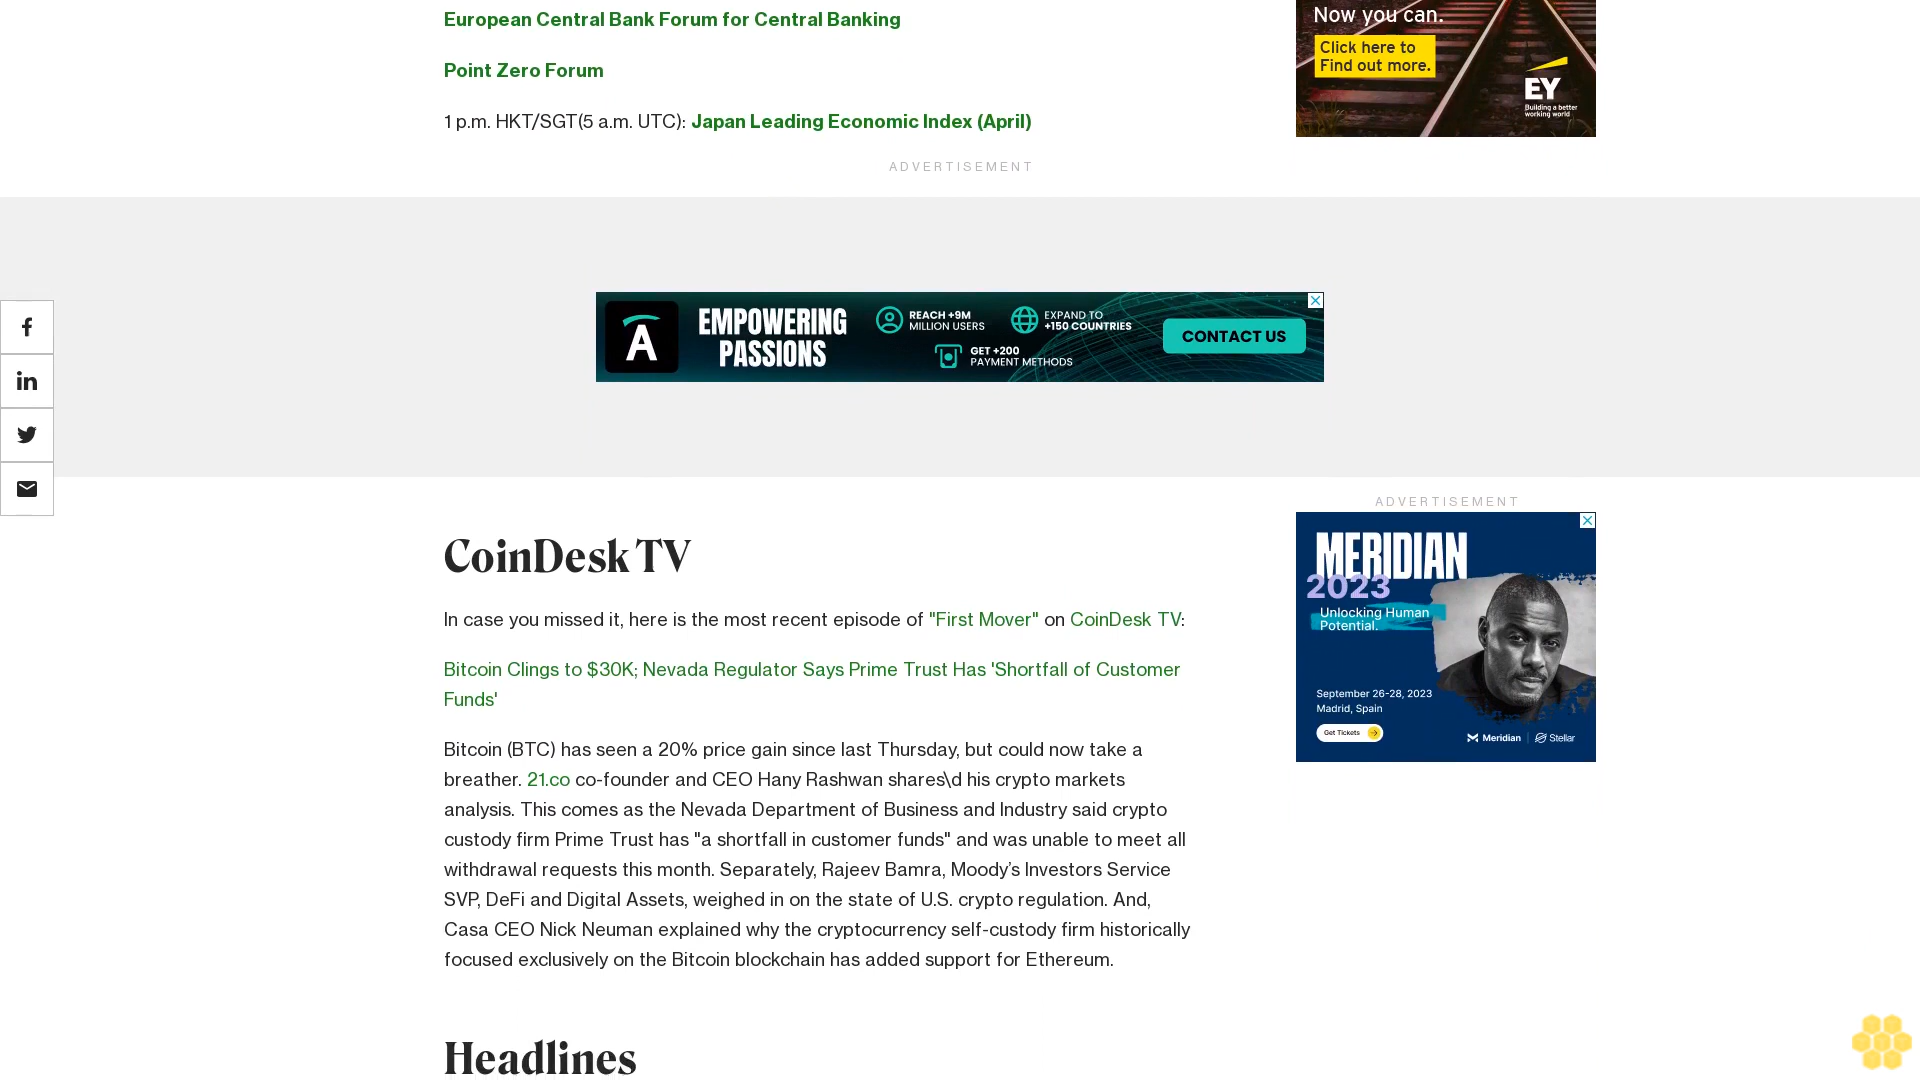 European Central Bank Forum for Central Banking
Point Zero Forum
1 p.m. HKT/SGT(5 a.m. UTC): Japan Leading Economic Index (April)
Now you can.
Click here to
Find out more.
EY
Building a better
working world
ADVERTISEMENT
A
EMPOWERING
PASSIONS
REACH +9M
MILLION USERS
EXPAND TO
+150 COUNTRIES
GET +200
PAYMENT METHODS
CONTACT US
CoinDesk TV
In case you missed it, here is the most recent episode of "First Mover" on CoinDesk TV:
Bitcoin Clings to $30K; Nevada Regulator Says Prime Trust Has 'Shortfall of Customer
Funds'
Bitcoin (BTC) has seen a 20% price gain since last Thursday, but could now take a
breather. 21.co co-founder and CEO Hany Rashwan shares\d his crypto markets
analysis. This comes as the Nevada Department of Business and Industry said crypto
custody firm Prime Trust has "a shortfall in customer funds" and was unable to meet all
withdrawal requests this month. Separately, Rajeev Bamra, Moody’s Investors Service
SVP, DeFi and Digital Assets, weighed in on the state of U.S. crypto regulation. And,
Casa CEO Nick Neuman explained why the cryptocurrency self-custody firm historically
focused exclusively on the Bitcoin blockchain has added support for Ethereum.
ADVERTISEMENT
MERIDIAN
2023
Unlocking Human
Potential.
September 26-28, 2023
Madrid, Spain
Get Tickets
Meridian
Stellar
Headlines